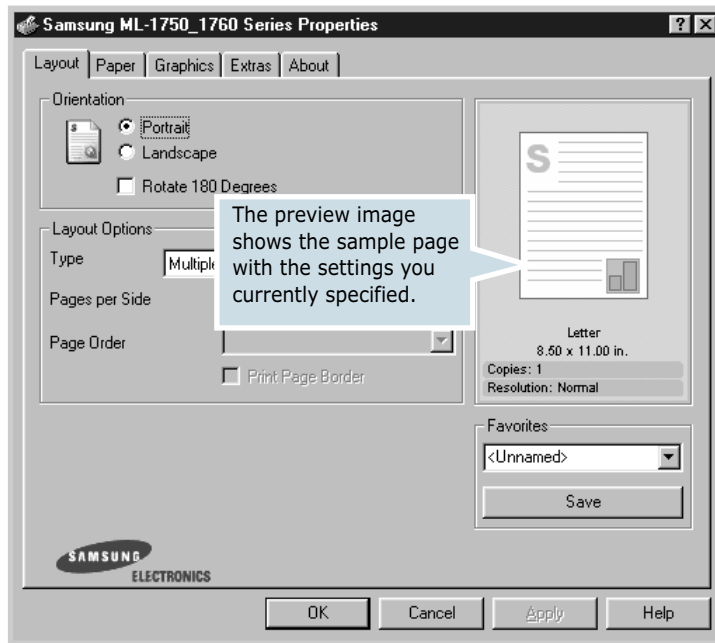 Samsung ML-1750_1760 Series Properties
Layout Paper Graphics Extras About
Orientation
S
Portrait
Landscape
Rotate 180 Degrees
Layout Options
Type
Pages per Side
Page Order
Print Page Border
The preview image
shows the sample page
with the settings you
currently specified.
S
Letter
8.50 x 11.00 in.
Copies: 1
Resolution: Normal
Favorites
<Unnamed>
Save
SAMSUNG
ELECTRONICS
OK Cancel Apply Help